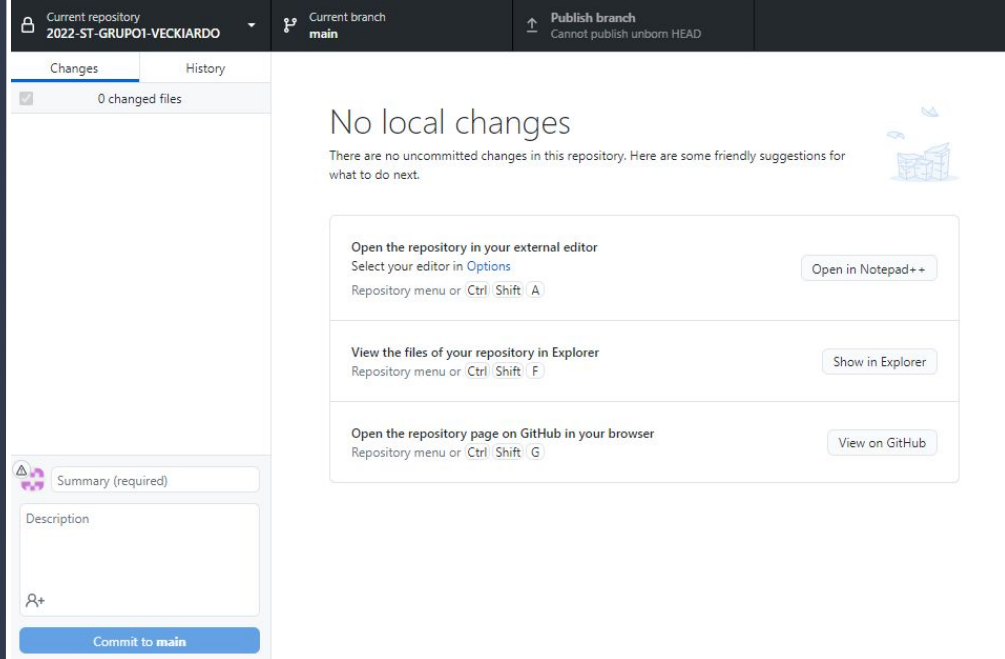 Current repository
2022-ST-GRUPO1-VECKIARDO
Current branch
main
Publish branch
Cannot publish unborn HEAD
Changes
History
0 changed files
No local changes
There are no uncommitted changes in this repository. Here are some friendly suggestions for
what to do next.
Open the repository in your external editor
Select your editor in Options
Repository menu or Ctrl Shift A
Open in Notepad++
View the files of your repository in Explorer
Repository menu or Ctrl Shift F
Show in Explorer
Open the repository page on GitHub in your browser
Repository menu or Ctrl Shift G
View on GitHub
Summary (required)
Description
Commit to main